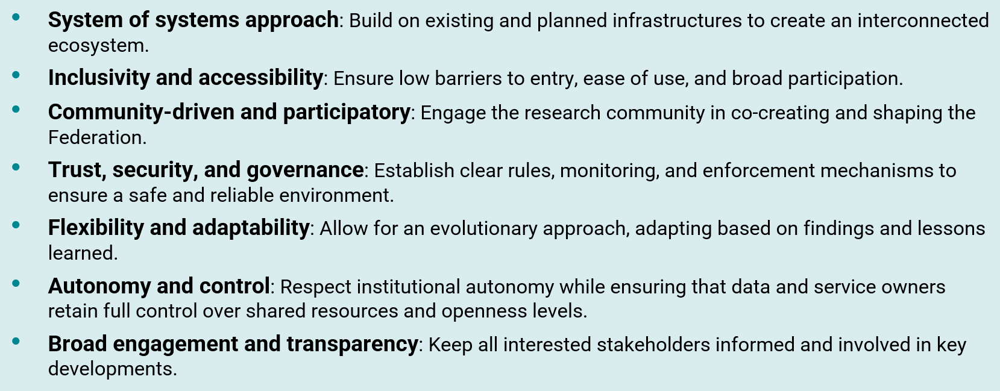 • System of systems approach: Build on existing and planned infrastructures to create an interconnected
ecosystem.
• Inclusivity and accessibility: Ensure low barriers to entry, ease of use, and broad participation.
• Community-driven and participatory: Engage the research community in co-creating and shaping the
Federation.
• Trust, security, and governance: Establish clear rules, monitoring, and enforcement mechanisms to
ensure a safe and reliable environment.
• Flexibility and adaptability: Allow for an evolutionary approach, adapting based on findings and lessons
learned.
• Autonomy and control: Respect institutional autonomy while ensuring that data and service owners
retain full control over shared resources and openness levels.
• Broad engagement and transparency: Keep all interested stakeholders informed and involved in key
developments.